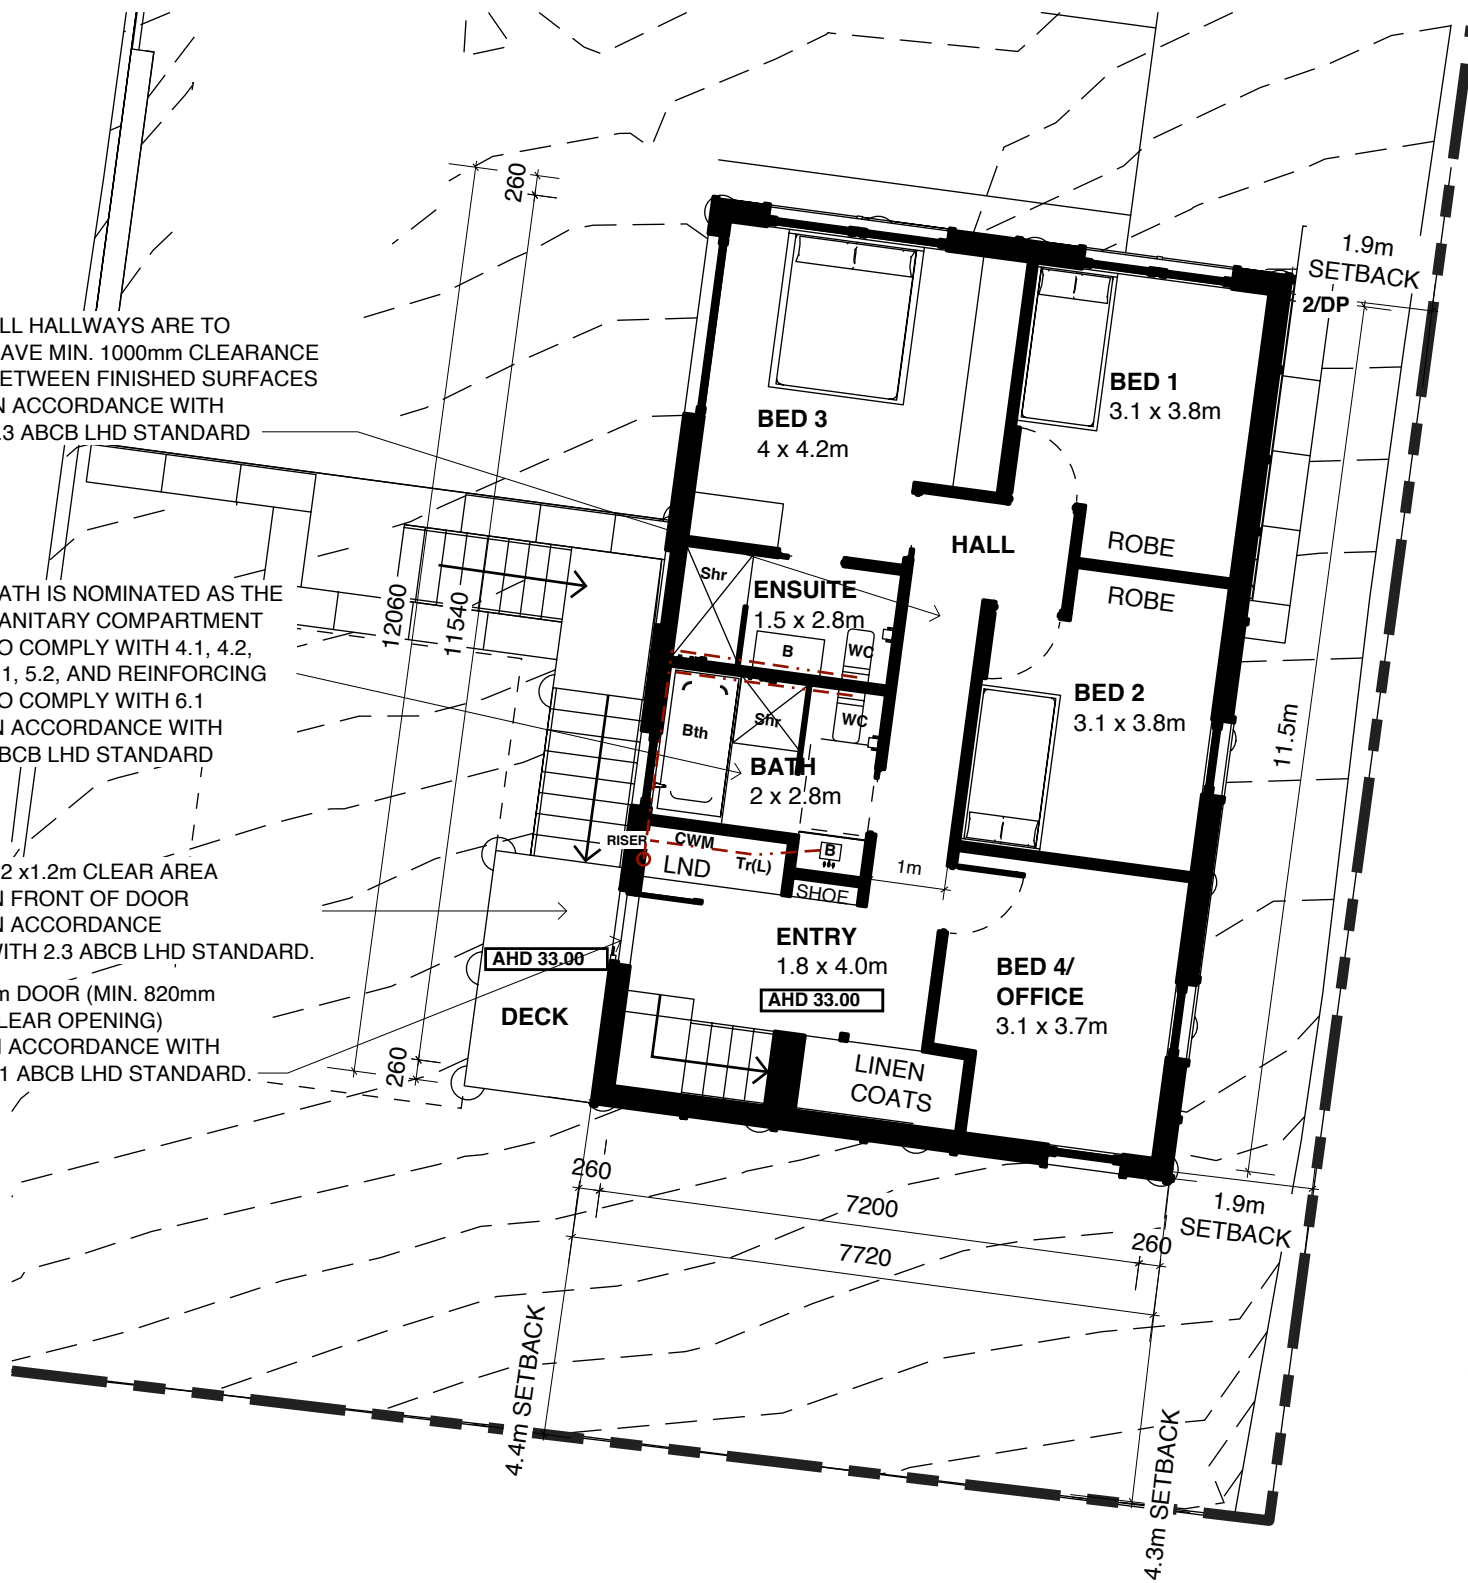 260
1.9m
SETBACK
2/DP
LL HALLWAYS ARE TO
AVE MIN. 1000mm CLEARANCE
ETWEEN FINISHED SURFACES
N ACCORDANCE WITH
.3 ABCB LHD STANDARD
BED 3
4 x 4.2m
BED 1
3.1 x 3.8m
HALL
ROBE
ROBE
Shr
ENSUITE
1.5 x 2.8m
B
WC
ATH IS NOMINATED AS THE
ANITARY COMPARTMENT
O COMPLY WITH 4.1, 4.2,
1, 5.2, AND REINFORCING
O COMPLY WITH 6.1
N ACCORDANCE WITH
BCB LHD STANDARD
12060
11540
BED 2
3.1 x 3.8m
11.5m
Bth
Shr
WC
BATH
2 x 2.8m
RISER
CWM
LND
Tr(L)
B
SHOE
1m
2 x1.2m CLEAR AREA
N FRONT OF DOOR
N ACCORDANCE
WITH 2.3 ABCB LHD STANDARD.
AHD 33.00
ENTRY
1.8 x 4.0m
AHD 33.00
BED 4/
OFFICE
3.1 x 3.7m
m DOOR (MIN. 820mm
LEAR OPENING)
N ACCORDANCE WITH
1 ABCB LHD STANDARD.
DECK
260
LINEN
COATS
260
7200
260
7720
1.9m
SETBACK
4.4m SETBACK
4.3m SETBACK